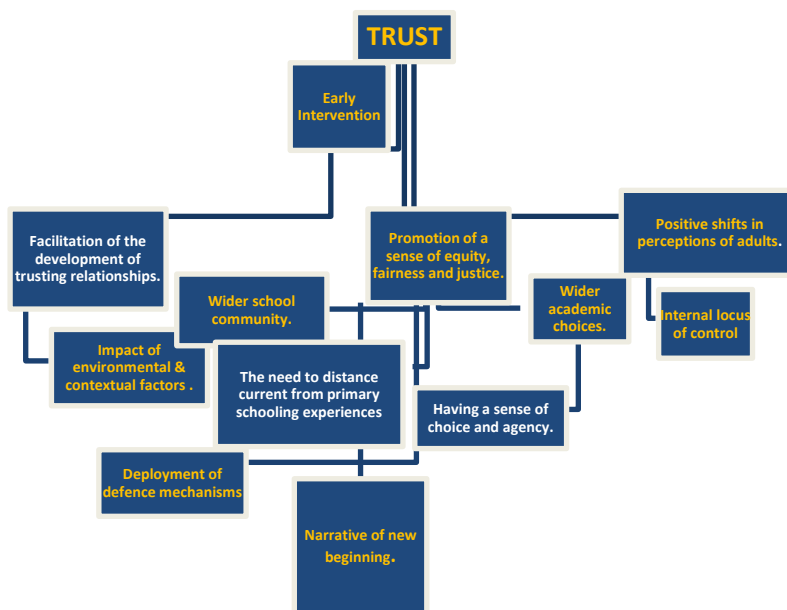 TRUST
Early
Intervention
Facilitation of the
development of
trusting relationships.
Promotion of a
sense of equity,
fairness and justice.
Positive shifts in
perceptions of adults.
Wider school
community.
Wider
academic
choices.
Internal locus
of control
Impact of
environmental &
contextual factors .
The need to distance
current from primary
schooling experiences
Having a sense of
choice and agency.
Deployment of
defence mechanisms
Narrative of new
beginning.